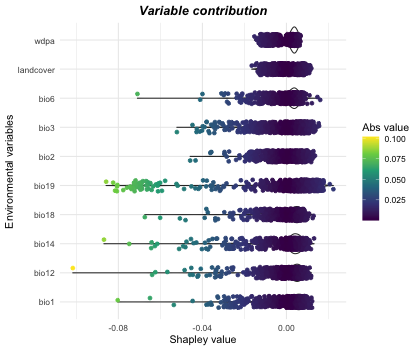 Variable contribution
Environmental variables
wdpa
landcover
bio6
bio3
bio2
bio19
bio18
bio14
bio12
bio1
-0.08 -0.04 0.00
Shapley value
Abs value
0.100
0.075
0.050
0.025